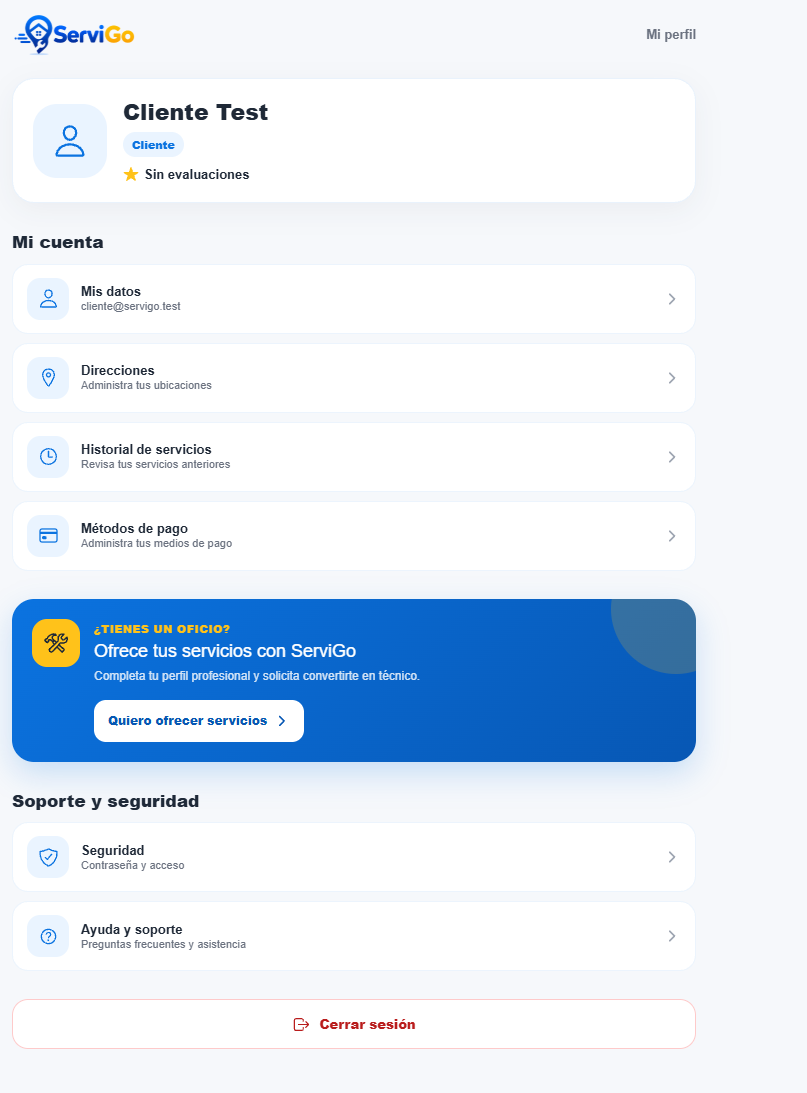 ServiGo
Mi perfil
Cliente Test
Cliente
Sin evaluaciones
Mi cuenta
Mis datos
cliente@servigo.test
Direcciones
Administra tus ubicaciones
Historial de servicios
Revisa tus servicios anteriores
Métodos de pago
Administra tus medios de pago
¿TIENES UN OFICIO?
Ofrece tus servicios con ServiGo
Completa tu perfil profesional y solicita convertirte en técnico.
Quiero ofrecer servicios
Soporte y seguridad
Seguridad
Contraseña y acceso
Ayuda y soporte
Preguntas frecuentes y asistencia
Cerrar sesión